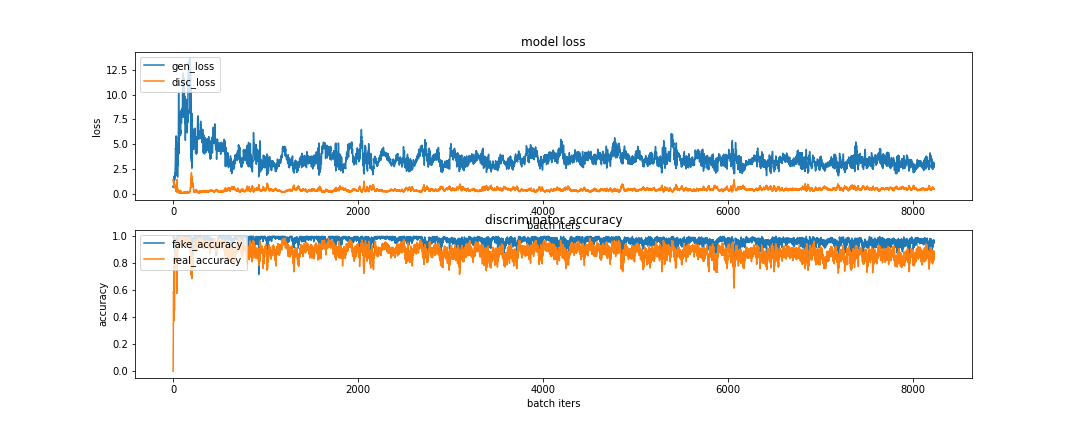 model loss
12.5
10.0
7.5
5.0
2.5
0.0
loss
gen_loss
disc_loss
0 2000 4000 6000 8000
batch iters
discriminator accuracy
1.0
0.8
0.6
0.4
0.2
0.0
accuracy
fake_accuracy
real_accuracy
0 2000 4000 6000 8000
batch iters